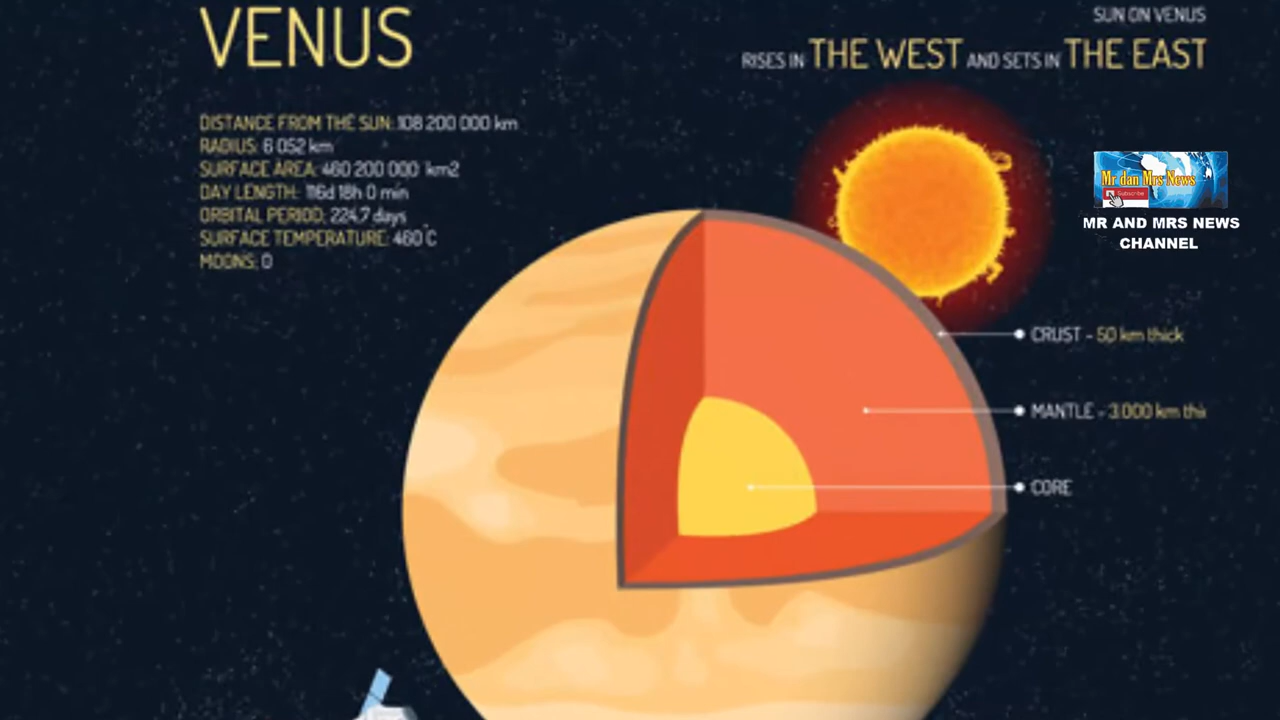 VENUS
SUN ON VENUS
RISES IN THE WEST AND SETS IN THE EAST
DISTANCE FROM THE SUN: 108 200 000 km
RADIUS: 6 052 km
SURFACE AREA: 460 200 000 km2
DAY LENGTH: 116d 18h 0 min
ORBITAL PERIOD: 224,7 days
SURFACE TEMPERATURE: 460˚C
MOONS: 0
Mr dan Mrs News
Subscribe
MR AND MRS NEWS
CHANNEL
CRUST - 50 km thick
MANTLE - 3 000 km thi
CORE